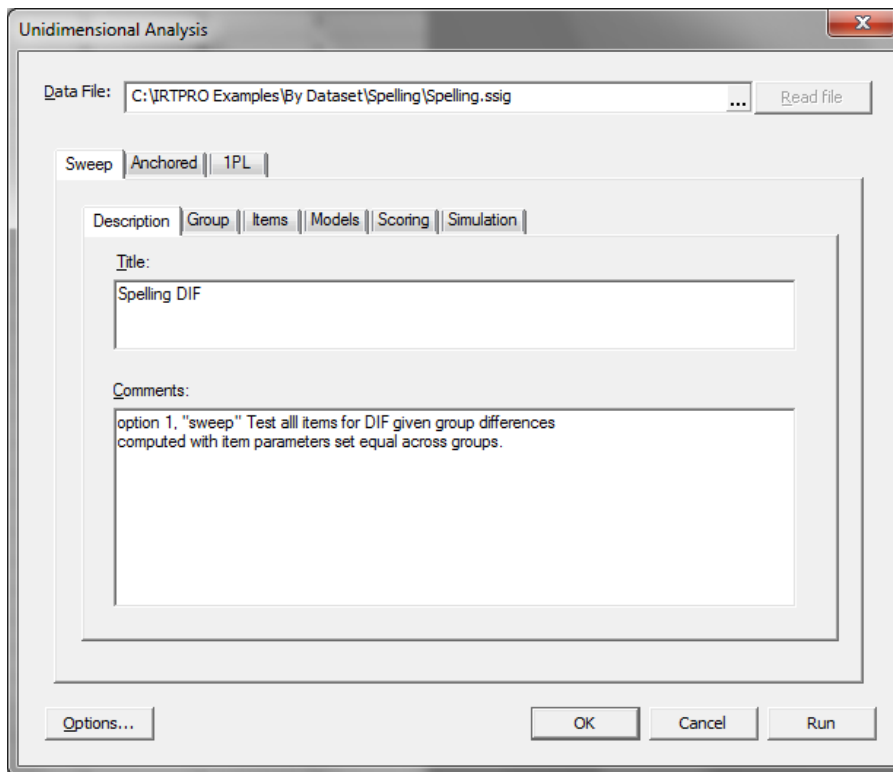 Unidimensional Analysis
Data File: C:\IRTPRO Examples\By Dataset\Spelling\Spelling.ssig ... Read file
Sweep Anchored 1PL
Description Group Items Models Scoring Simulation
Title:
Spelling DIF
Comments:
option 1, "sweep" Test alll items for DIF given group differences
computed with item parameters set equal across groups.
Options... OK Cancel Run